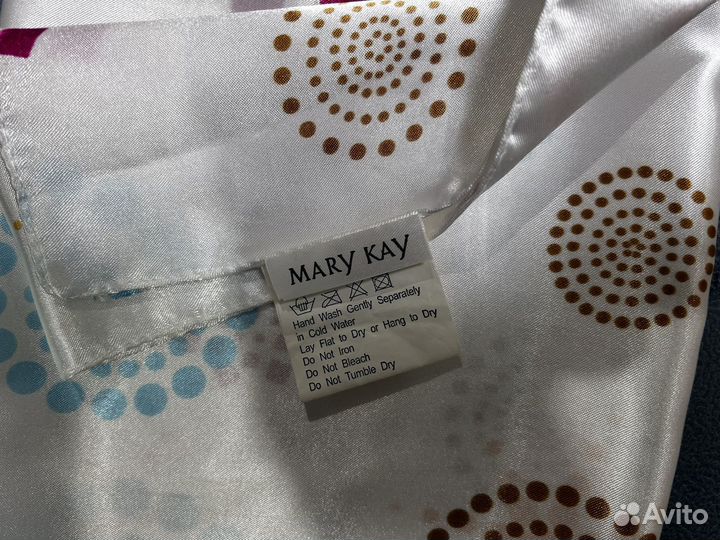 MARY KAY
Hand Wash Gently Separately
in Cold Water
Lay Flat to Dry or Hang to Dry
Do Not Iron
Do Not Bleach
Do Not Tumble Dry
Avito